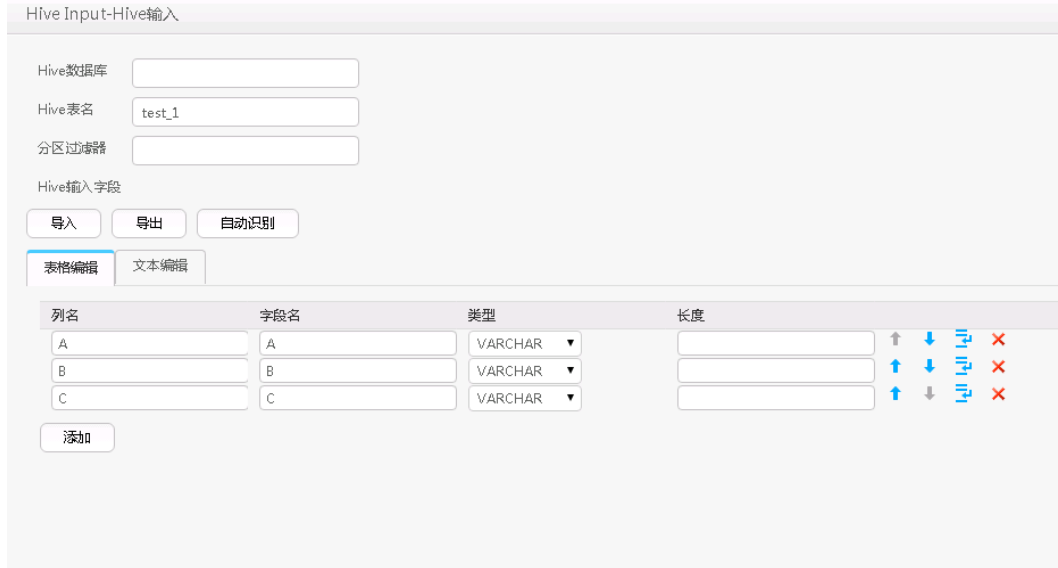 Hive Input-Hive输入
Hive数据库
Hive表名 test_1
分区过滤器
Hive输入字段
导入 导出 自动识别
表格编辑 文本编辑
列名 字段名 类型 长度
A A VARCHAR
B B VARCHAR
C C VARCHAR
添加